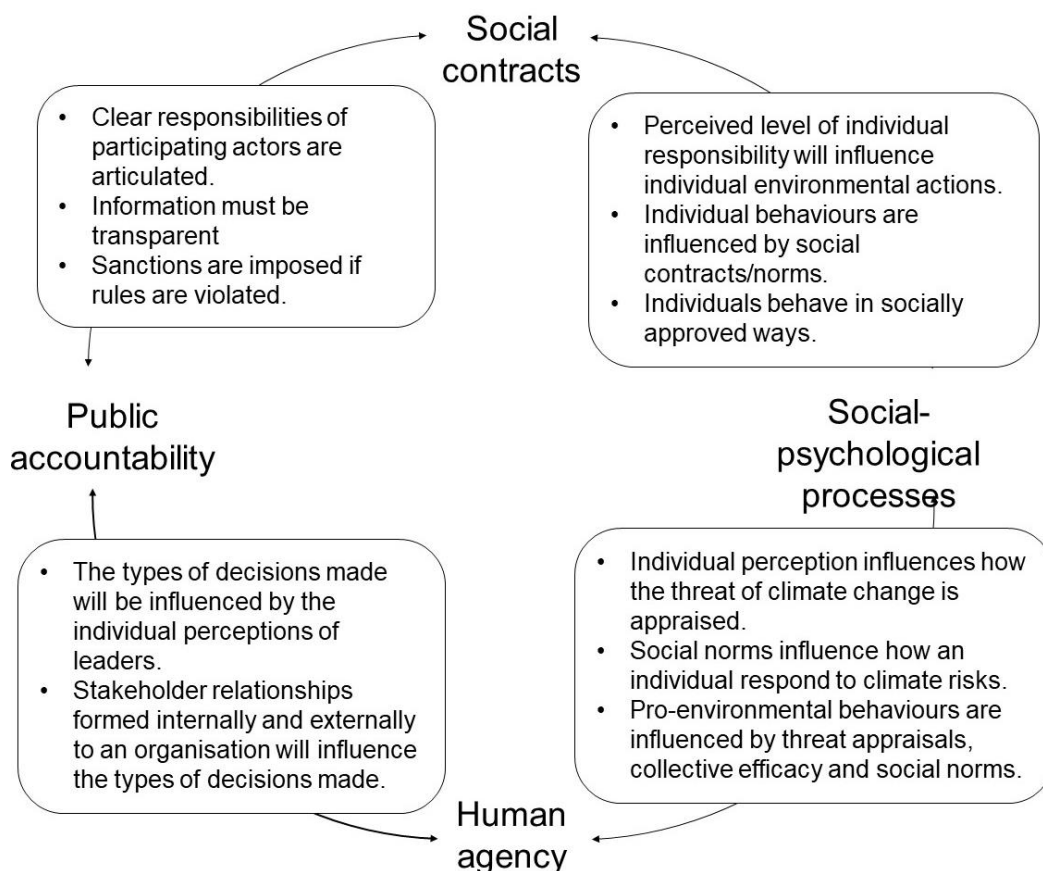 Social
contracts
• Clear responsibilities of
participating actors are
articulated.
• Information must be
transparent
• Sanctions are imposed if
rules are violated.
• Perceived level of individual
responsibility will influence
individual environmental actions.
• Individual behaviours are
influenced by social
contracts/norms.
• Individuals behave in socially
approved ways.
Public
accountability
Social-
psychological
processes
• The types of decisions made
will be influenced by the
individual perceptions of
leaders.
• Stakeholder relationships
formed internally and externally
to an organisation will influence
the types of decisions made.
• Individual perception influences how
the threat of climate change is
appraised.
• Social norms influence how an
individual respond to climate risks.
• Pro-environmental behaviours are
influenced by threat appraisals,
collective efficacy and social norms.
Human
agency